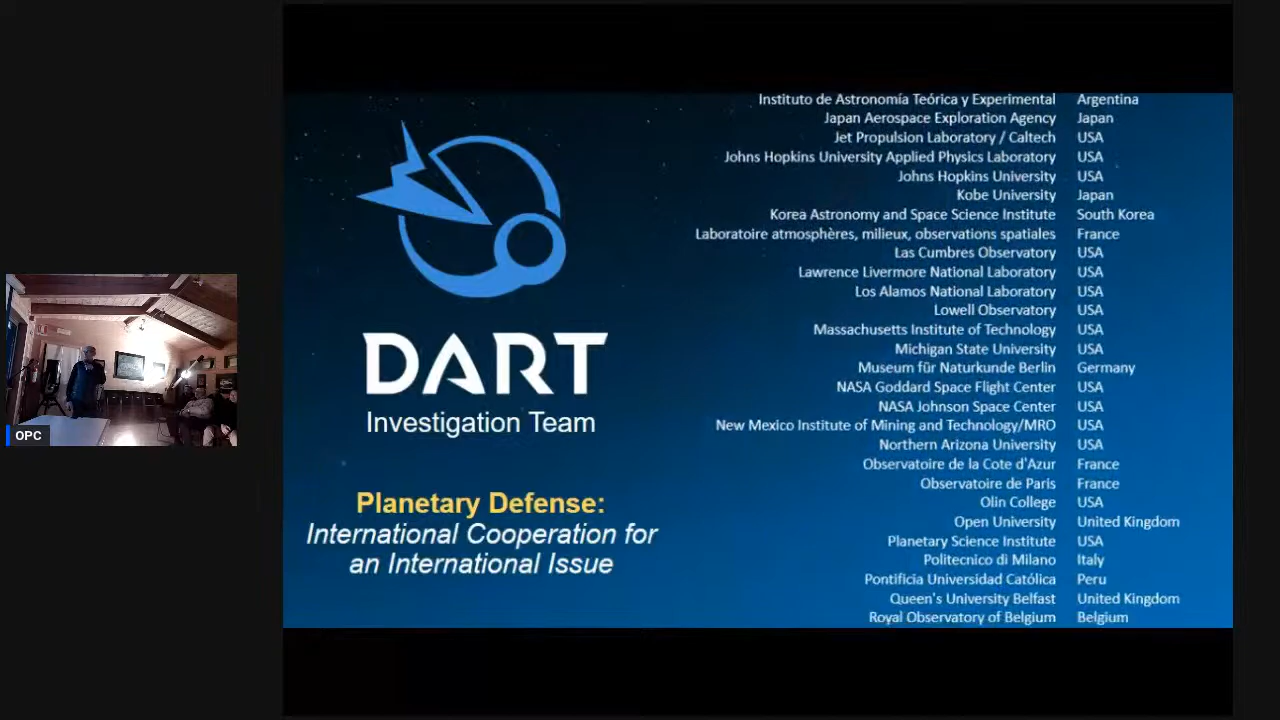 OPC
DART
Investigation Team
Planetary Defense:
International Cooperation for
an International Issue
Instituto de Astronomía Teórica y Experimental Argentina
Japan Aerospace Exploration Agency Japan
Jet Propulsion Laboratory / Caltech USA
Johns Hopkins University Applied Physics Laboratory USA
Johns Hopkins University USA
Kobe University Japan
Korea Astronomy and Space Science Institute South Korea
Laboratoire atmosphères, milieux, observations spatiales France
Las Cumbres Observatory USA
Lawrence Livermore National Laboratory USA
Los Alamos National Laboratory USA
Lowell Observatory USA
Massachusetts Institute of Technology USA
Michigan State University USA
Museum für Naturkunde Berlin Germany
NASA Goddard Space Flight Center USA
NASA Johnson Space Center USA
New Mexico Institute of Mining and Technology/MRO USA
Northern Arizona University USA
Observatoire de la Cote d'Azur France
Observatoire de Paris France
Olin College USA
Open University United Kingdom
Planetary Science Institute USA
Politecnico di Milano Italy
Pontificia Universidad Católica Peru
Queen's University Belfast United Kingdom
Royal Observatory of Belgium Belgium